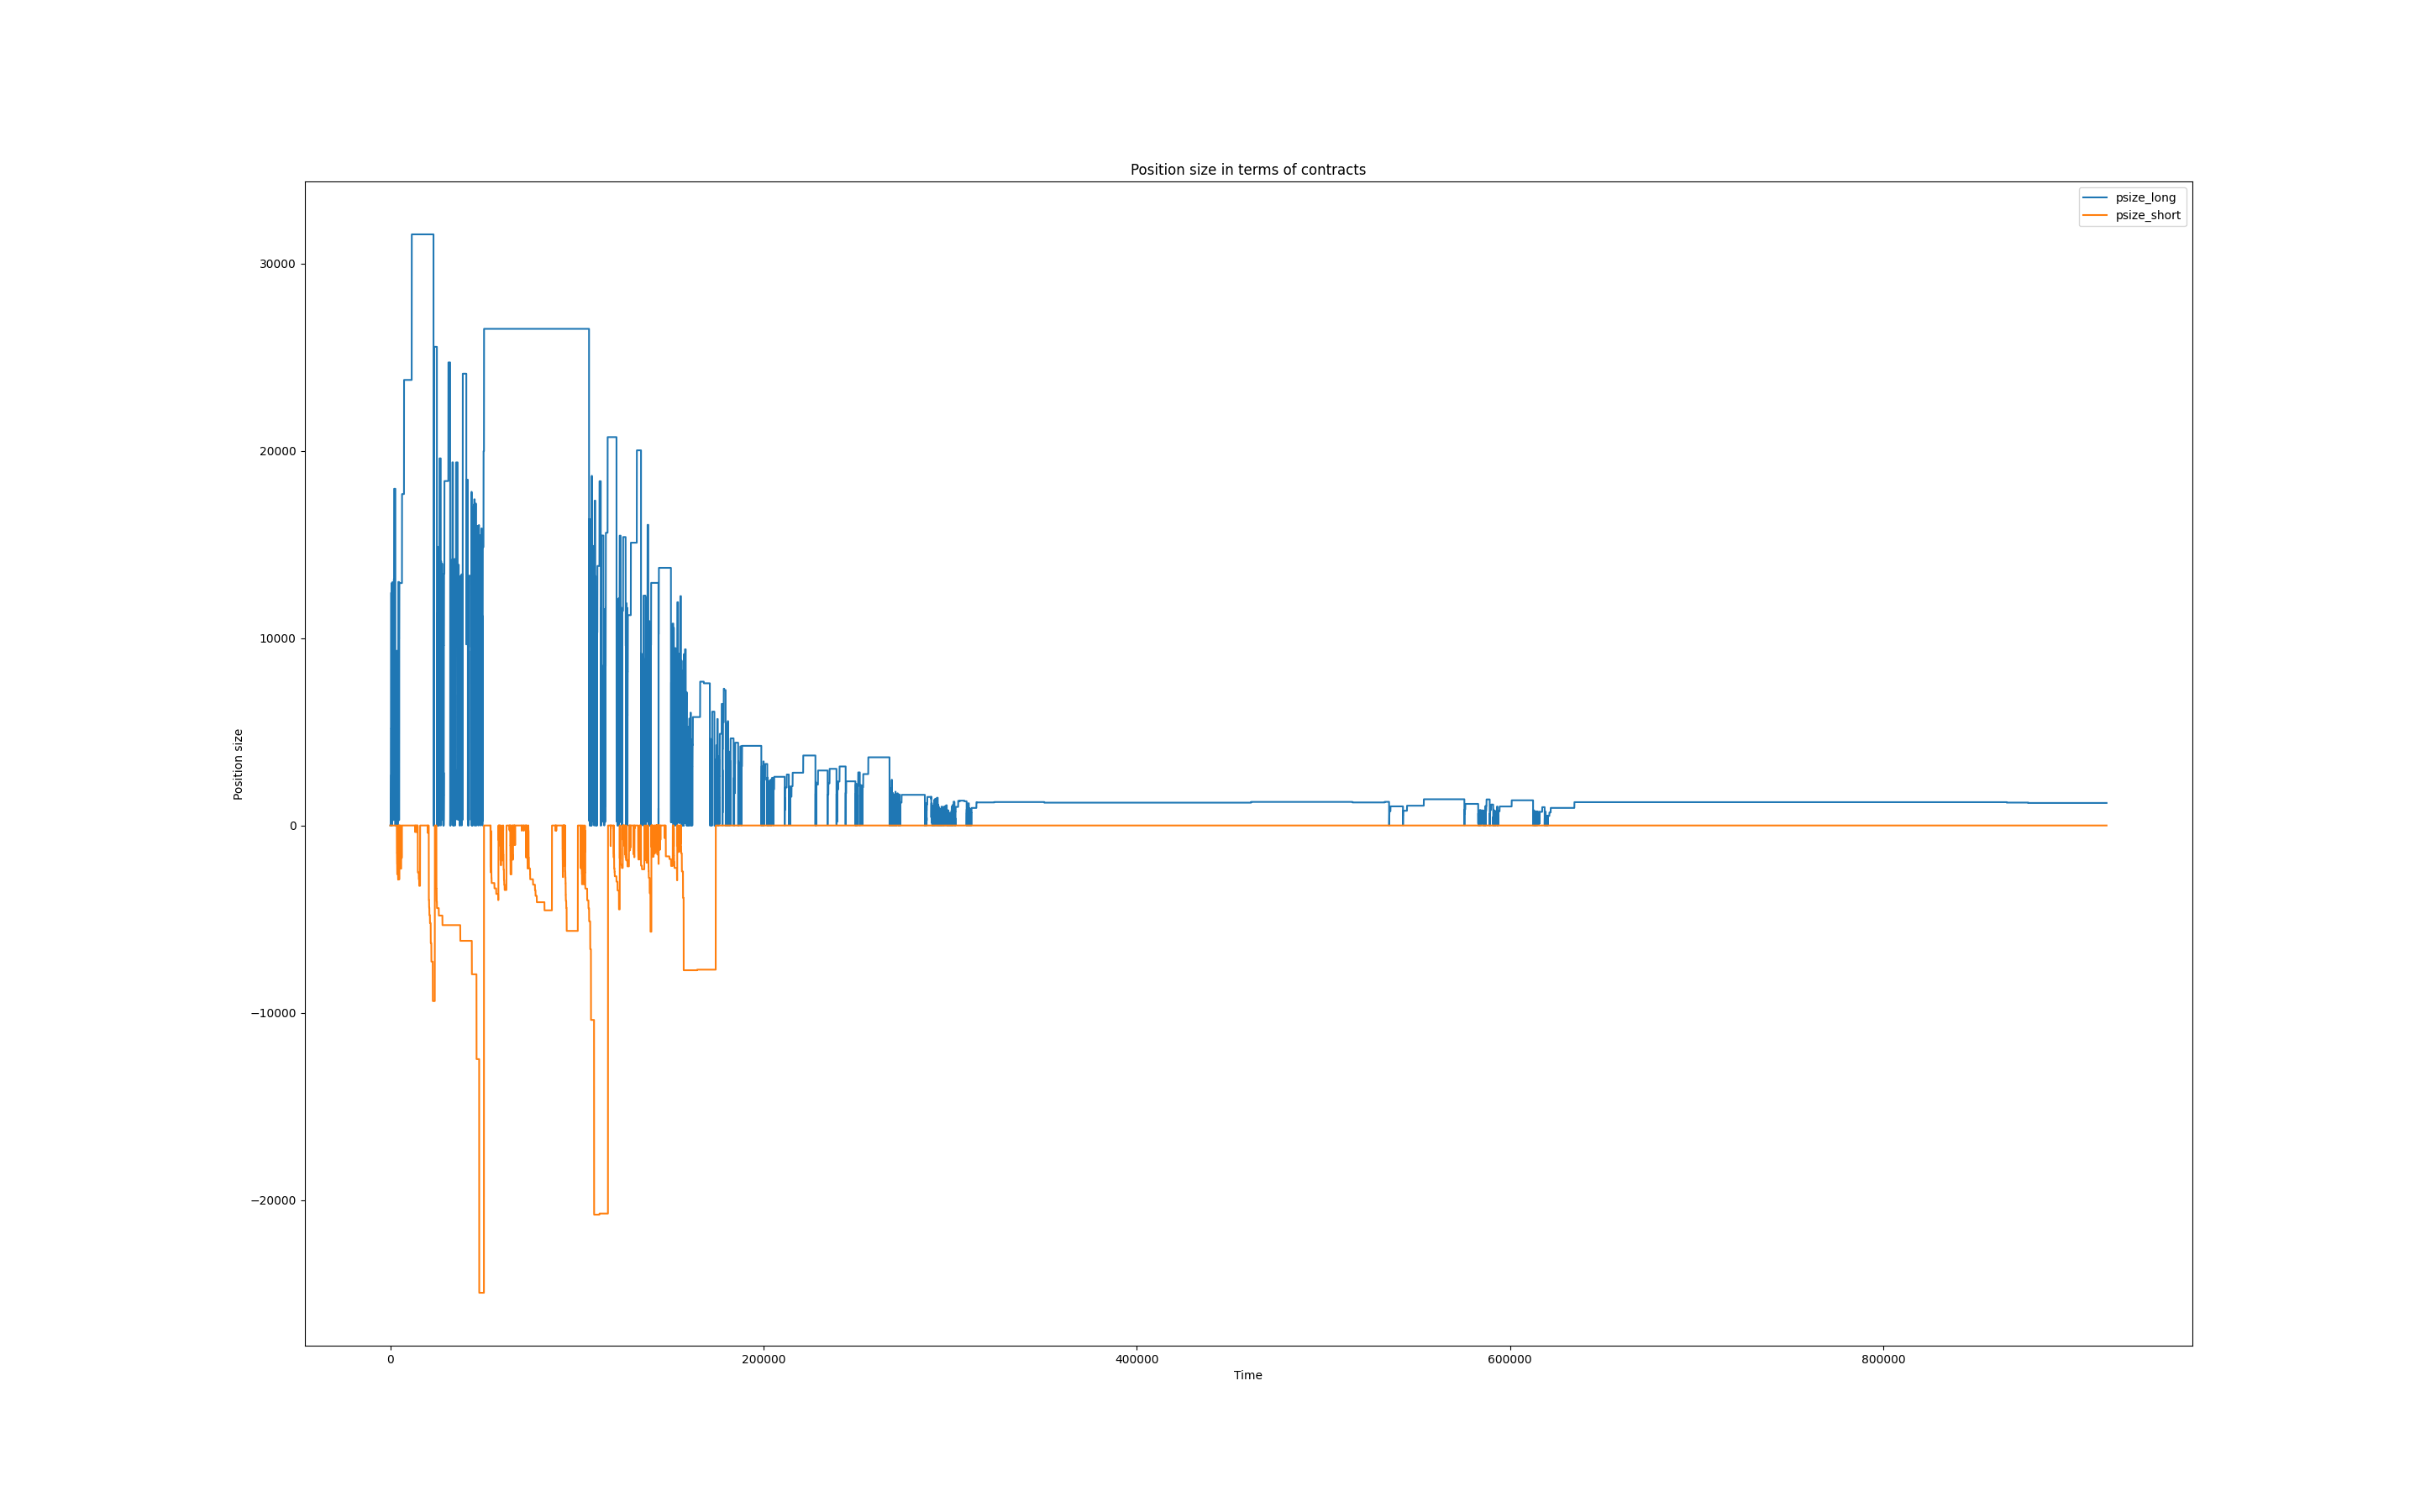 Position size in terms of contracts
psize_long
psize_short
30000
20000
10000
0
−10000
−20000
Position size
0
200000
400000
600000
800000
Time